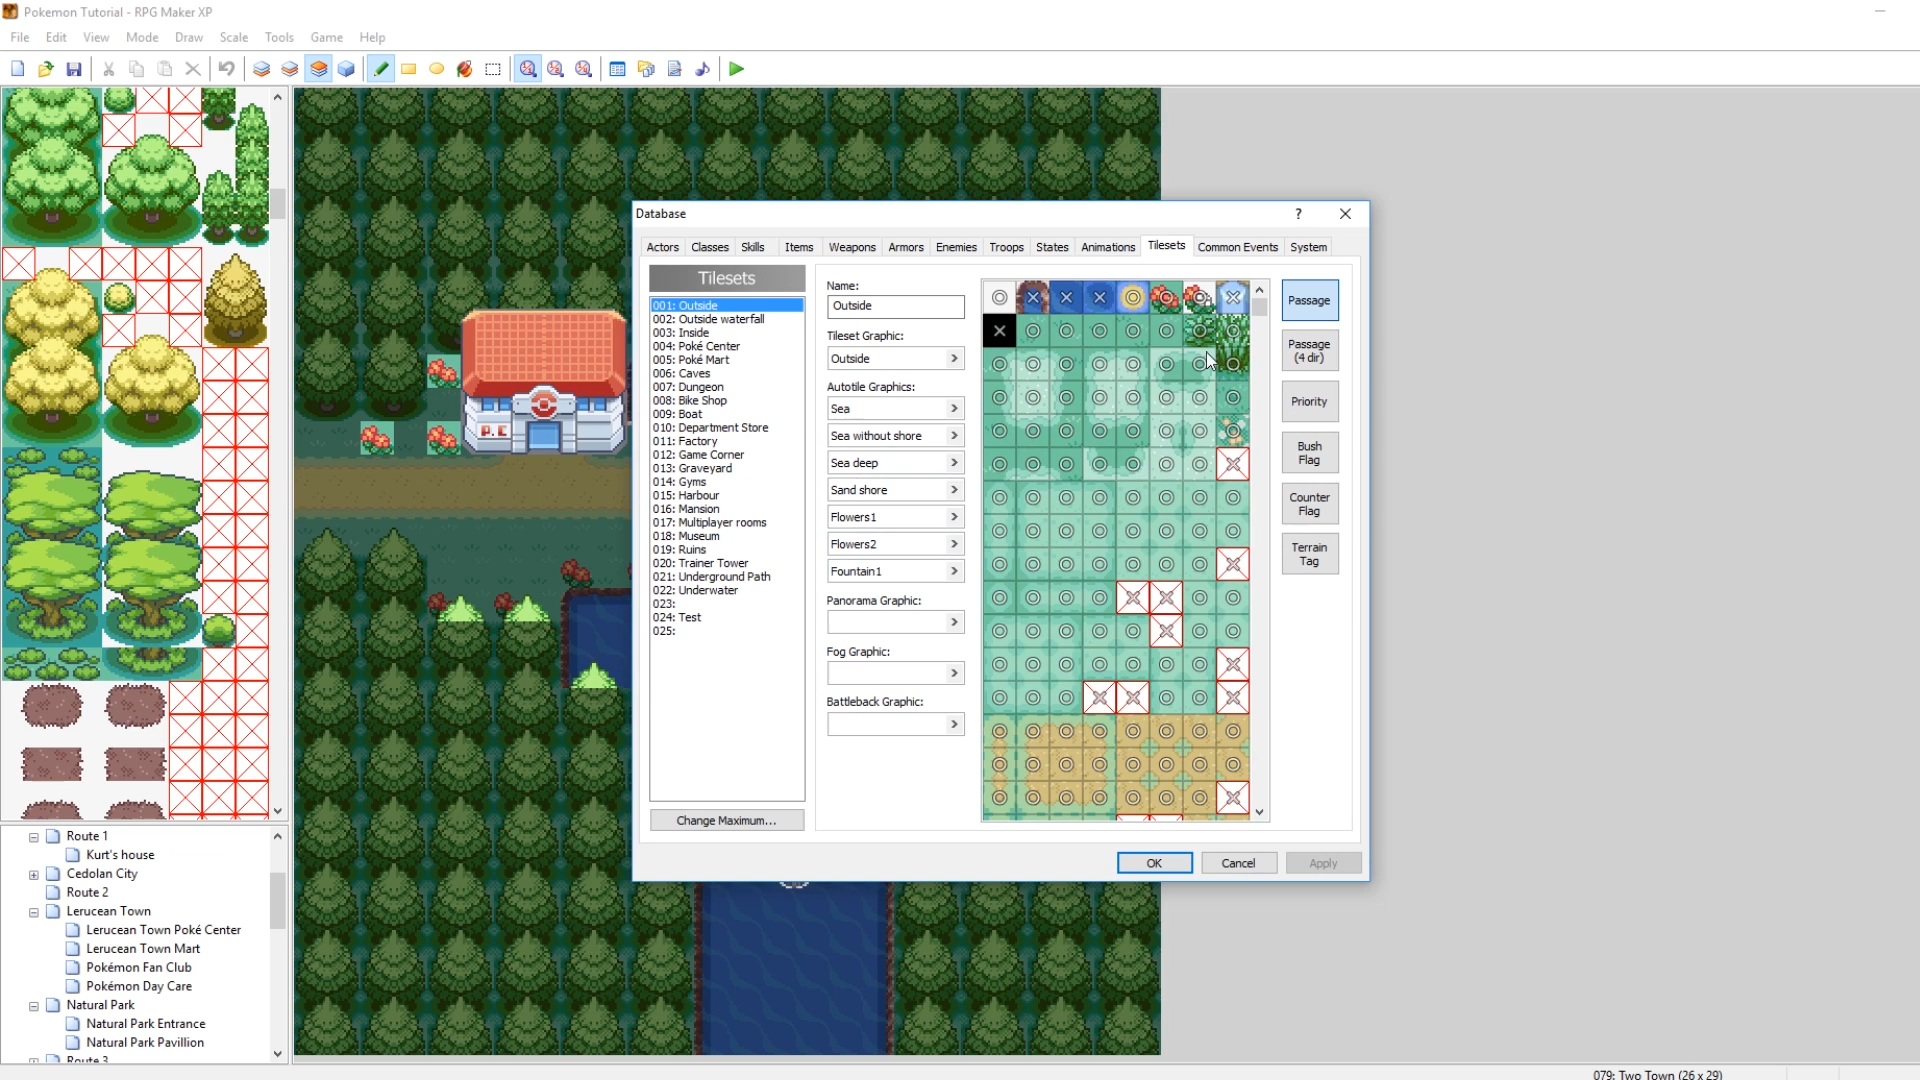 Pokemon Tutorial - RPG Maker XP
File Edit View Mode Draw Scale Tools Game Help
Database
?
Actors Classes Skills Items Weapons Armors Enemies Troops States Animations Tilesets Common Events System
Tilesets
001: Outside
002: Outside waterfall
003: Inside
004: Poké Center
005: Poké Mart
006: Caves
007: Dungeon
008: Bike Shop
009: Boat
010: Department Store
011: Factory
012: Game Corner
013: Graveyard
014: Gyms
015: Harbour
016: Mansion
017: Multiplayer rooms
018: Museum
019: Ruins
020: Trainer Tower
021: Underground Path
022: Underwater
023:
024: Test
025:
Change Maximum...
Name:
Outside
Tileset Graphic:
Outside
Autotile Graphics:
Sea
Sea without shore
Sea deep
Sand shore
Flowers1
Flowers2
Fountain1
Panorama Graphic:
Fog Graphic:
Battleback Graphic:
Passage
Passage
(4 dir)
Priority
Bush
Flag
Counter
Flag
Terrain
Tag
OK Cancel Apply
P.C
Route 1
Kurt's house
Cedolan City
Route 2
Lerucean Town
Lerucean Town Poké Center
Lerucean Town Mart
Pokémon Fan Club
Pokémon Day Care
Natural Park
Natural Park Entrance
Natural Park Pavillion
Route 3
079: Two Town (26 x 29)